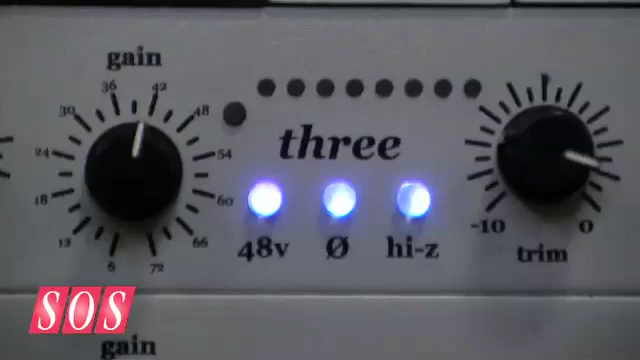 gain
36 42
30 48
24 54
18 60
12 66
6 72
three
48v Ø hi-z
-10 0
trim
SOS
gain